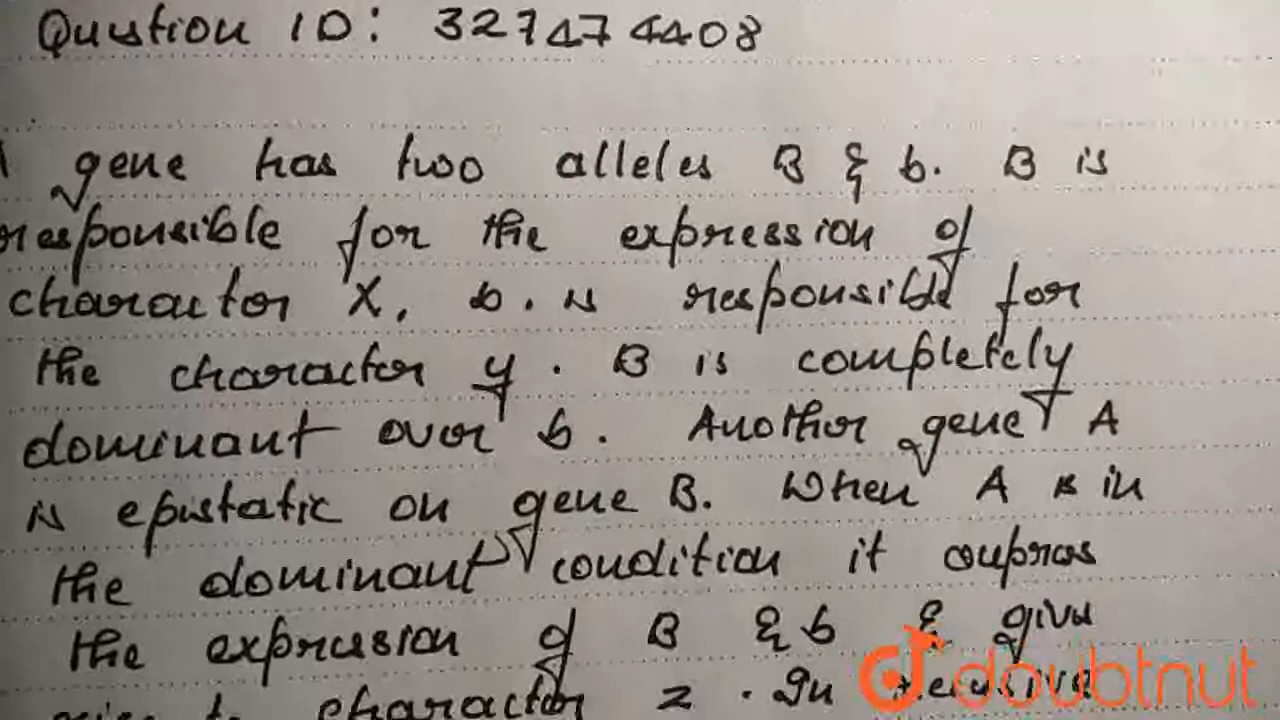 Question ID: 327474408
gene has two alleles B & b. B is
responsible for the expression of
character X. b. is responsible for
the character y. B is completely
dominant over b. Another gene A
is epistatic on gene B. When A is in
the dominant condition it supress
the expression of B & b & gives
character z. In recessive
doubtnut